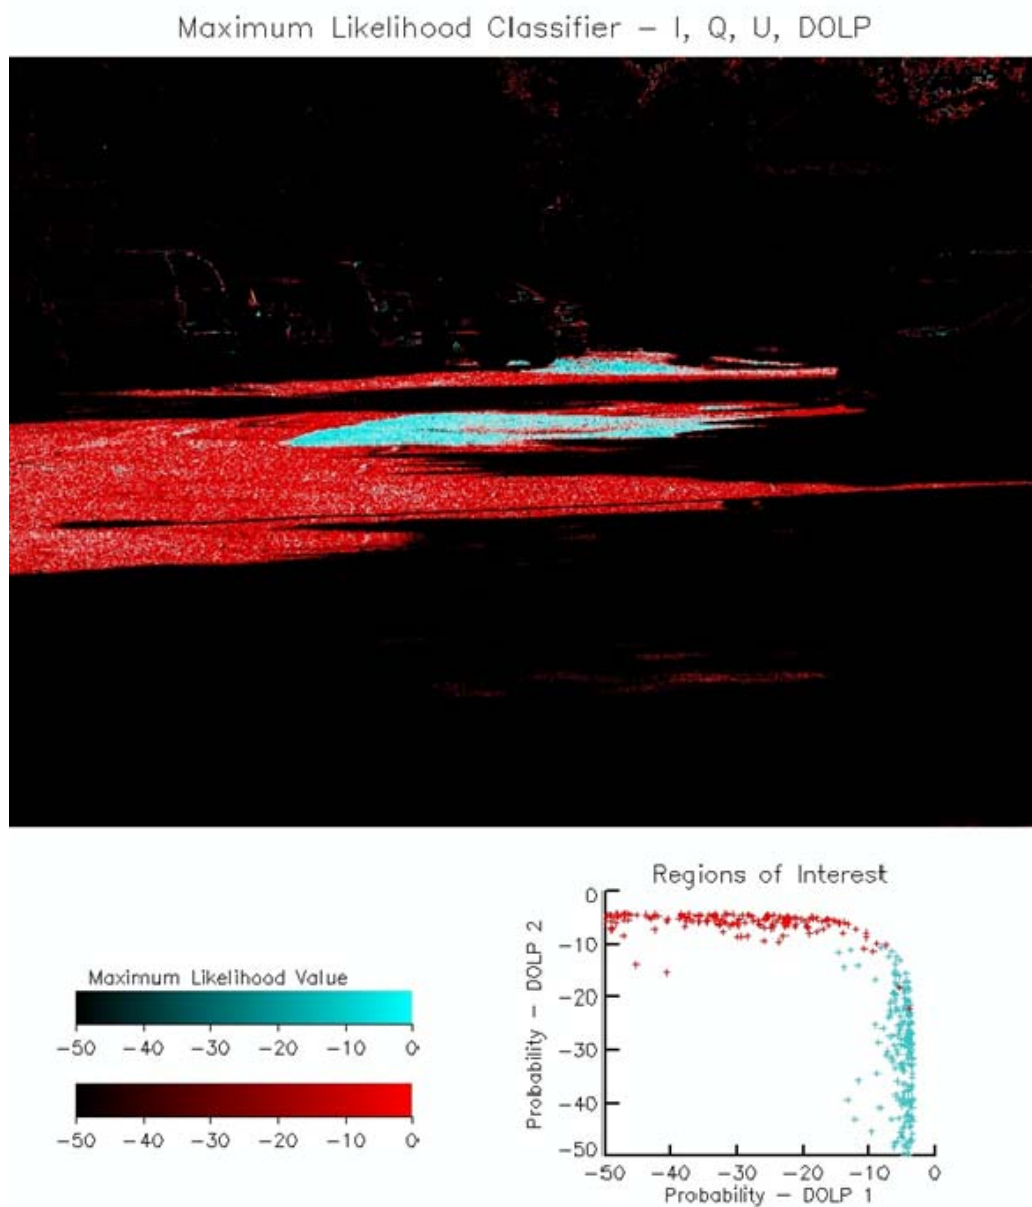 Maximum Likelihood Classifier – I, Q, U, DOLP
Maximum Likelihood Value
-50 -40 -30 -20 -10 0
-50 -40 -30 -20 -10 0
Regions of Interest
Probability – DOLP 2
0
-10
-20
-30
-40
-50
-50 -40 -30 -20 -10 0
Probability – DOLP 1